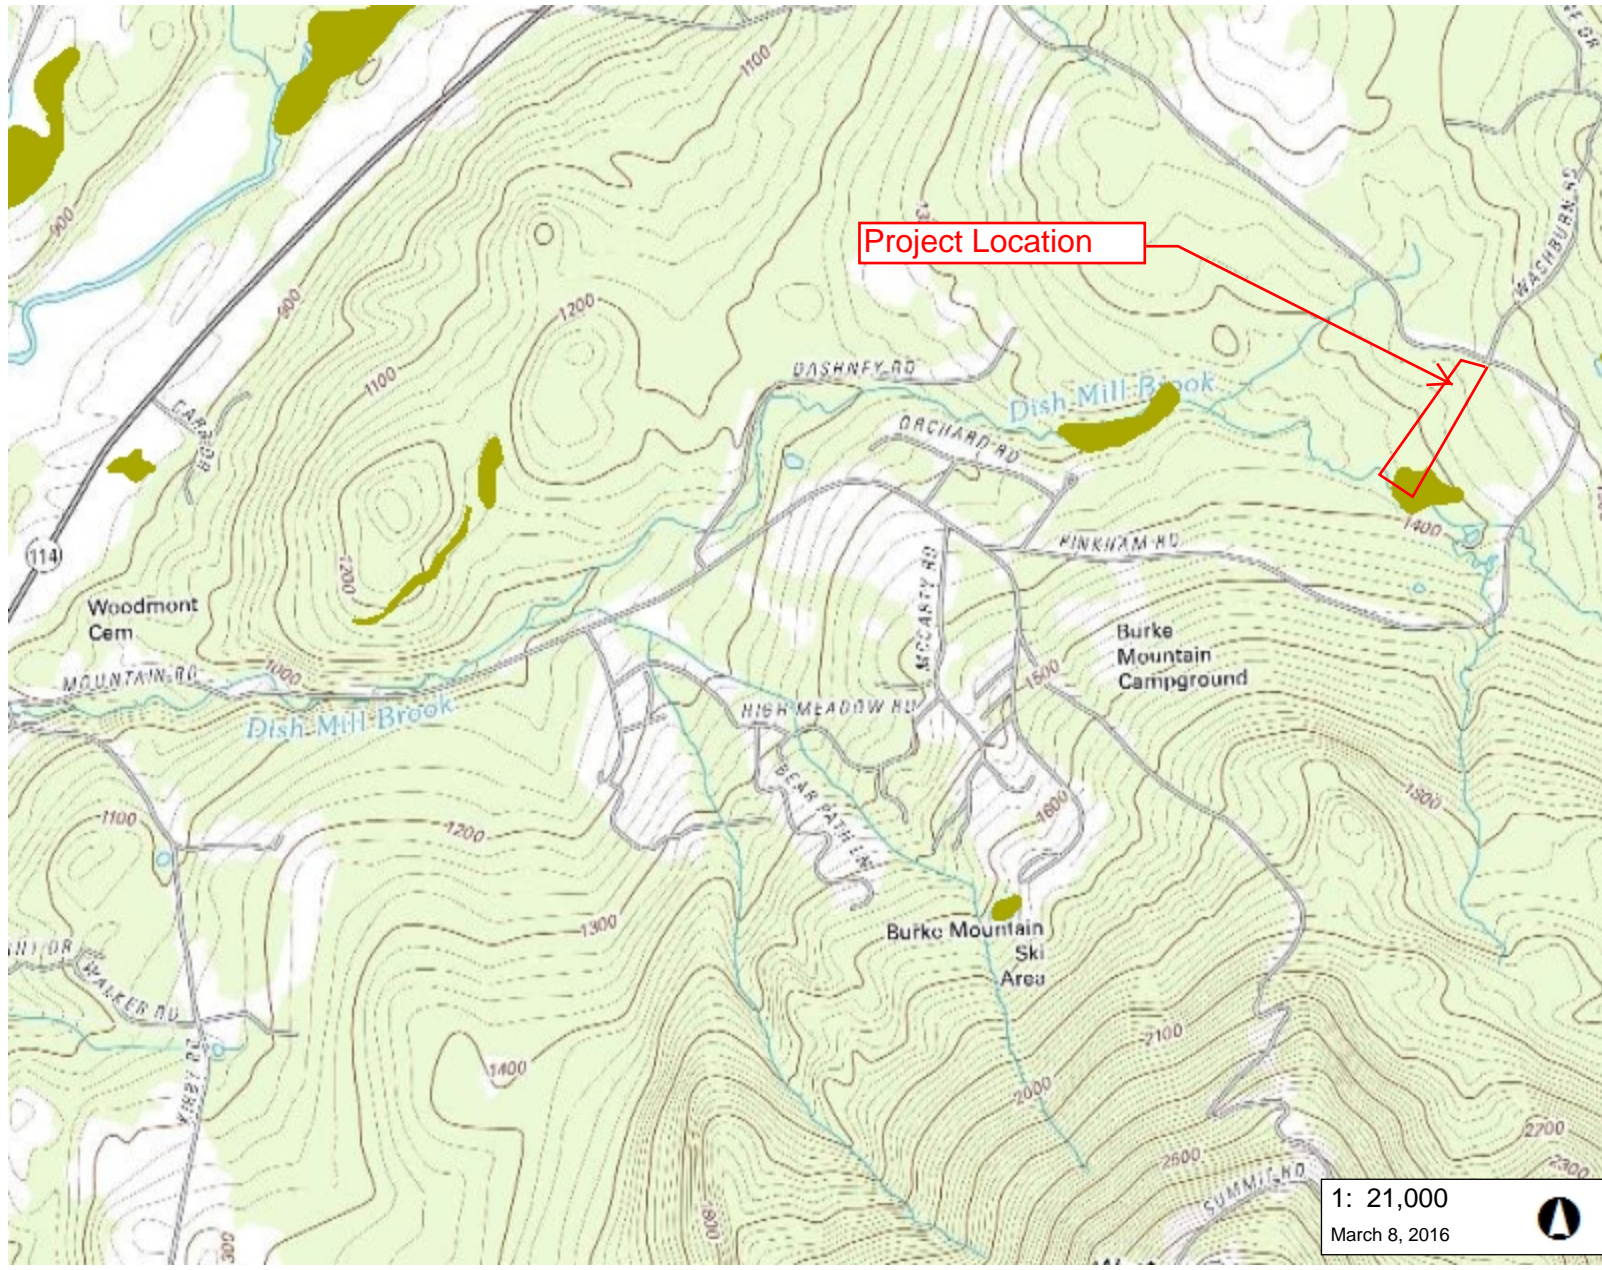 1100
900
WASHBURN RD
Project Location
900
1200
1100
DASHNEY RD
Dish Mill Brook
ORCHARD RD
1400
114
1200
PINKHAM RD
MCCARTY RD
Woodmont
Cem
Burke
Mountain
Campground
1000
1500
MOUNTAIN RD
HIGH MEADOW RD
Dish Mill Brook
BEAR PATH LN
1800
1600
1100
1200
1300
Burke Mountain
Ski
Area
WALKER RD
2100
1400
2000
KIRBY RD
2700
2500
2300
SUMMIT RD
1800
300
1: 21,000
March 8, 2016